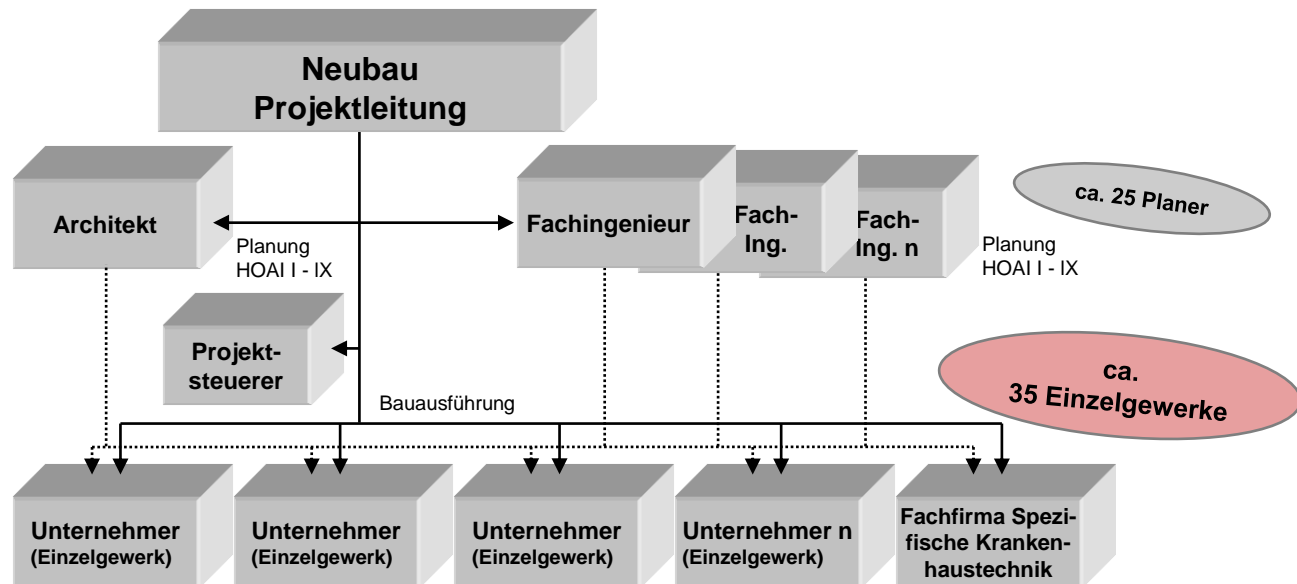 Neubau
Projektleitung
Architekt
Planung
HOAI I - IX
Fachingenieur
Fach-
Ing.
Fach-
Ing. n
Planung
HOAI I - IX
ca. 25 Planer
Projekt-
steuerer
ca.
35 Einzelgewerke
Bauausführung
Unternehmer
(Einzelgewerk)
Unternehmer
(Einzelgewerk)
Unternehmer
(Einzelgewerk)
Unternehmer n
(Einzelgewerk)
Fachfirma Spezi-
fische Kranken-
haustechnik